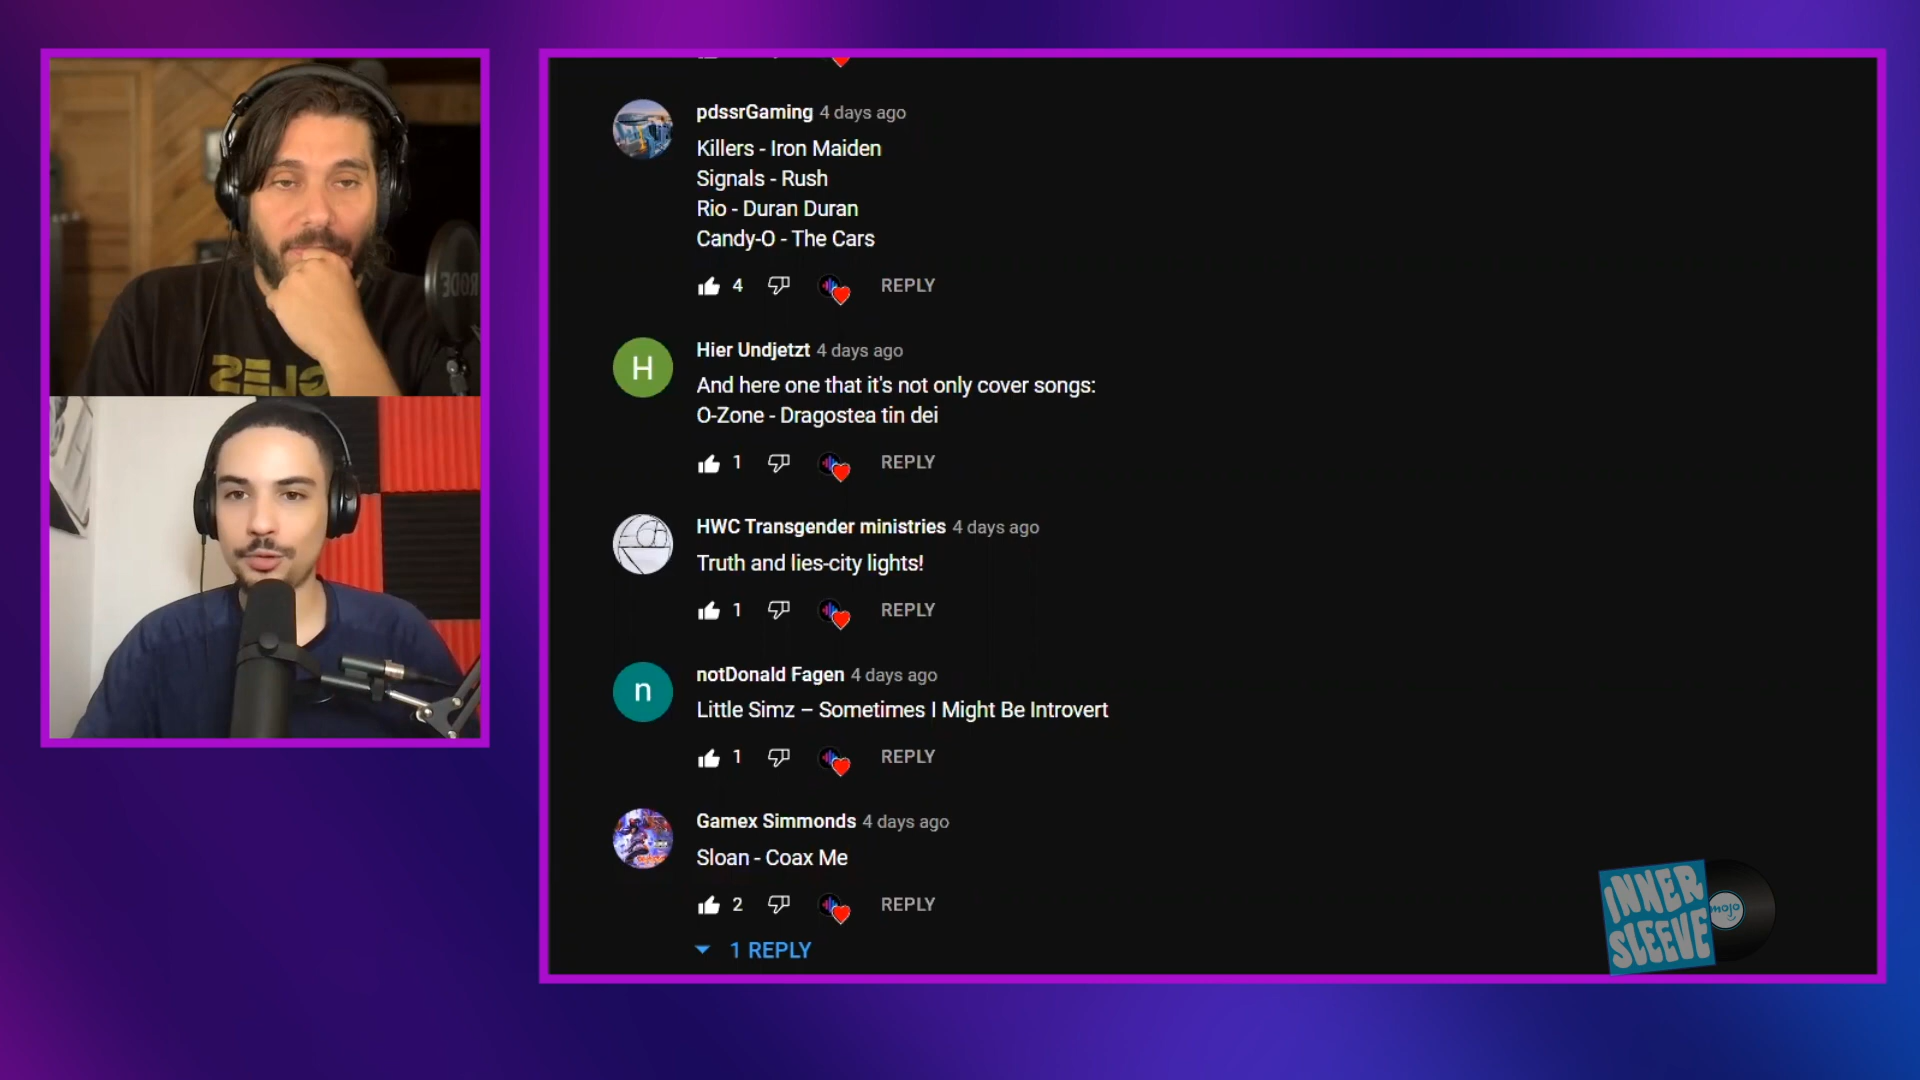 RODE
GLES
pdssrGaming 4 days ago
Killers - Iron Maiden
Signals - Rush
Rio - Duran Duran
Candy-O - The Cars
4 REPLY
H
Hier Undjetzt 4 days ago
And here one that it's not only cover songs:
O-Zone - Dragostea tin dei
1 REPLY
HWC Transgender ministries 4 days ago
Truth and lies-city lights!
1 REPLY
n
notDonald Fagen 4 days ago
Little Simz – Sometimes I Might Be Introvert
1 REPLY
Gamex Simmonds 4 days ago
Sloan - Coax Me
2 REPLY
1 REPLY
INNER
SLEEVE
mojo